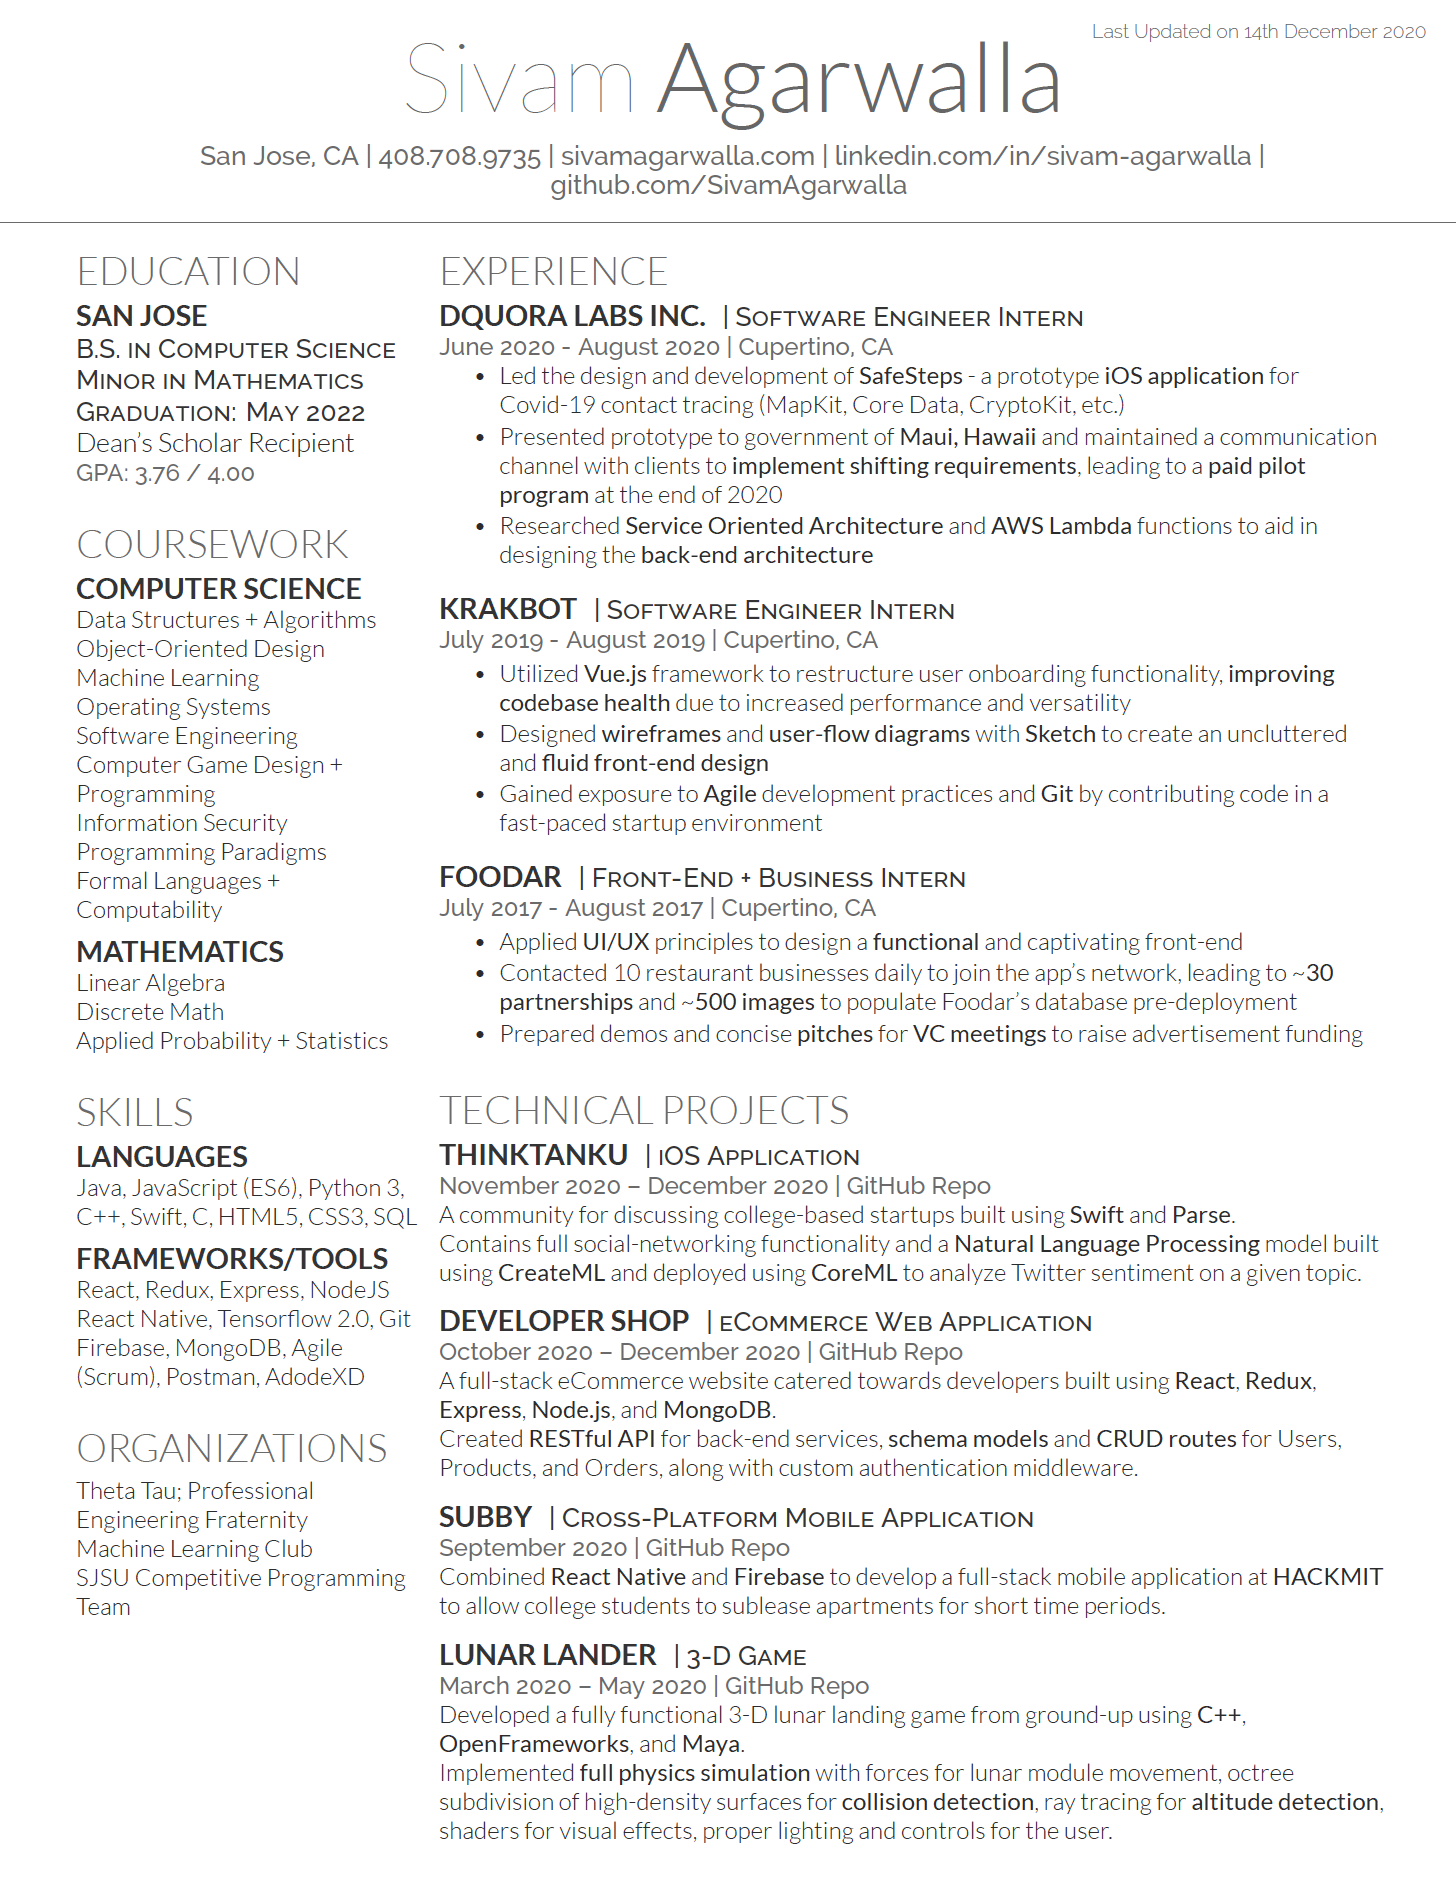 Last Updated on 14th December 2020
Sivam Agarwalla
San Jose, CA | 408.708.9735 | sivamagarwalla.com | linkedin.com/in/sivam-agarwalla |
github.com/SivamAgarwalla
EDUCATION
SAN JOSE
B.S. in Computer Science
Minor in Mathematics
Graduation: May 2022
Dean's Scholar Recipient
GPA: 3.76 / 4.00
COURSEWORK
COMPUTER SCIENCE
Data Structures + Algorithms
Object-Oriented Design
Machine Learning
Operating Systems
Software Engineering
Computer Game Design +
Programming
Information Security
Programming Paradigms
Formal Languages +
Computability
MATHEMATICS
Linear Algebra
Discrete Math
Applied Probability + Statistics
SKILLS
LANGUAGES
Java, JavaScript (ES6), Python 3,
C++, Swift, C, HTML5, CSS3, SQL
FRAMEWORKS/TOOLS
React, Redux, Express, NodeJS
React Native, Tensorflow 2.0, Git
Firebase, MongoDB, Agile
(Scrum), Postman, AdodeXD
ORGANIZATIONS
Theta Tau; Professional
Engineering Fraternity
Machine Learning Club
SJSU Competitive Programming
Team
EXPERIENCE
DQUORA LABS INC. | Software Engineer Intern
June 2020 - August 2020 | Cupertino, CA
• Led the design and development of SafeSteps - a prototype iOS application for
Covid-19 contact tracing (MapKit, Core Data, CryptoKit, etc.)
• Presented prototype to government of Maui, Hawaii and maintained a communication
channel with clients to implement shifting requirements, leading to a paid pilot
program at the end of 2020
• Researched Service Oriented Architecture and AWS Lambda functions to aid in
designing the back-end architecture
KRAKBOT | Software Engineer Intern
July 2019 - August 2019 | Cupertino, CA
• Utilized Vue.js framework to restructure user onboarding functionality, improving
codebase health due to increased performance and versatility
• Designed wireframes and user-flow diagrams with Sketch to create an uncluttered
and fluid front-end design
• Gained exposure to Agile development practices and Git by contributing code in a
fast-paced startup environment
FOODAR | Front-End + Business Intern
July 2017 - August 2017 | Cupertino, CA
• Applied UI/UX principles to design a functional and captivating front-end
• Contacted 10 restaurant businesses daily to join the app's network, leading to ~30
partnerships and ~500 images to populate Foodar's database pre-deployment
• Prepared demos and concise pitches for VC meetings to raise advertisement funding
TECHNICAL PROJECTS
THINKTANKU | iOS Application
November 2020 – December 2020 | GitHub Repo
A community for discussing college-based startups built using Swift and Parse.
Contains full social-networking functionality and a Natural Language Processing model built
using CreateML and deployed using CoreML to analyze Twitter sentiment on a given topic.
DEVELOPER SHOP | eCommerce Web Application
October 2020 – December 2020 | GitHub Repo
A full-stack eCommerce website catered towards developers built using React, Redux,
Express, Node.js, and MongoDB.
Created RESTful API for back-end services, schema models and CRUD routes for Users,
Products, and Orders, along with custom authentication middleware.
SUBBY | Cross-Platform Mobile Application
September 2020 | GitHub Repo
Combined React Native and Firebase to develop a full-stack mobile application at HACKMIT
to allow college students to sublease apartments for short time periods.
LUNAR LANDER | 3-D Game
March 2020 – May 2020 | GitHub Repo
Developed a fully functional 3-D lunar landing game from ground-up using C++,
OpenFrameworks, and Maya.
Implemented full physics simulation with forces for lunar module movement, octree
subdivision of high-density surfaces for collision detection, ray tracing for altitude detection,
shaders for visual effects, proper lighting and controls for the user.